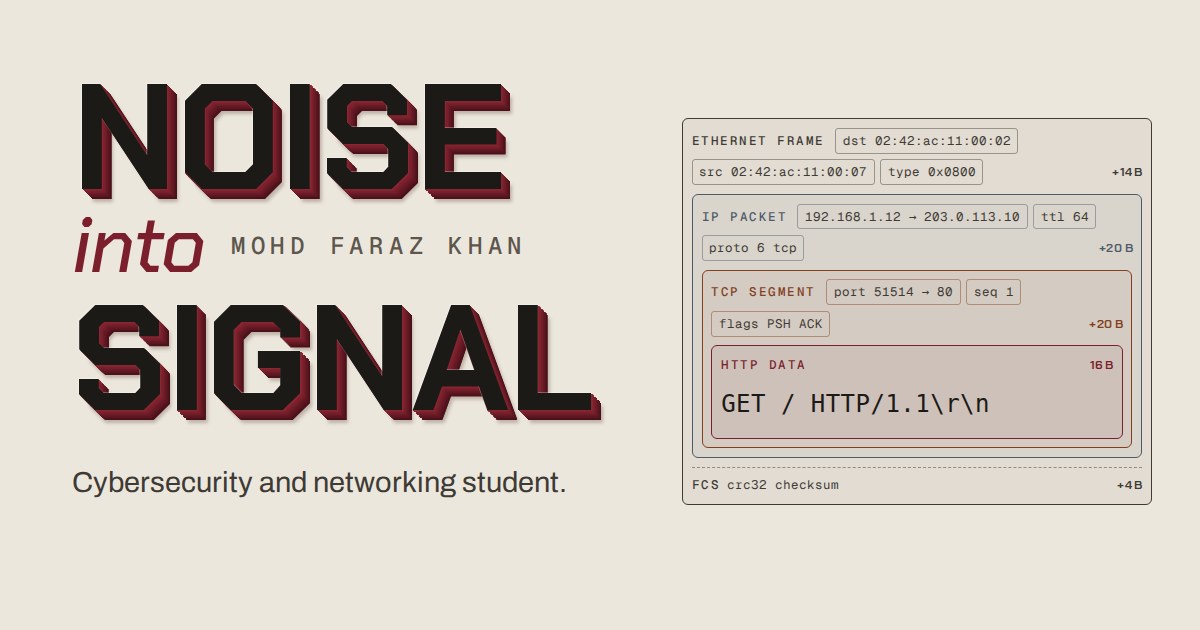 NOISE
into MOHD FARAZ KHAN
SIGNAL
Cybersecurity and networking student.
ETHERNET FRAME dst 02:42:ac:11:00:02
src 02:42:ac:11:00:07 type 0x0800 +14B
IP PACKET 192.168.1.12 → 203.0.113.10 ttl 64
proto 6 tcp +20B
TCP SEGMENT port 51514 → 80 seq 1
flags PSH ACK +20B
HTTP DATA 16B
GET / HTTP/1.1\r\n
FCS crc32 checksum +4B